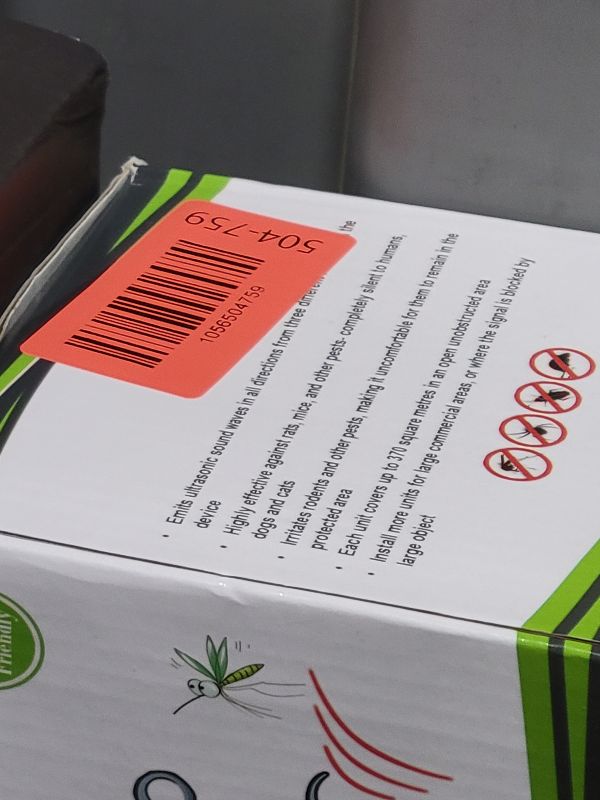 504-759
1056504759
• Emits ultrasonic sound waves in all directions from three different the
device
• Highly effective against rats, mice, and other pests- completely silent to humans,
dogs and cats
• Irritates rodents and other pests, making it uncomfortable for them to remain in the
protected area
• Each unit covers up to 370 square metres in an open unobstructed area
• Install more units for large commercial areas, or where the signal is blocked by
large object
Friendly